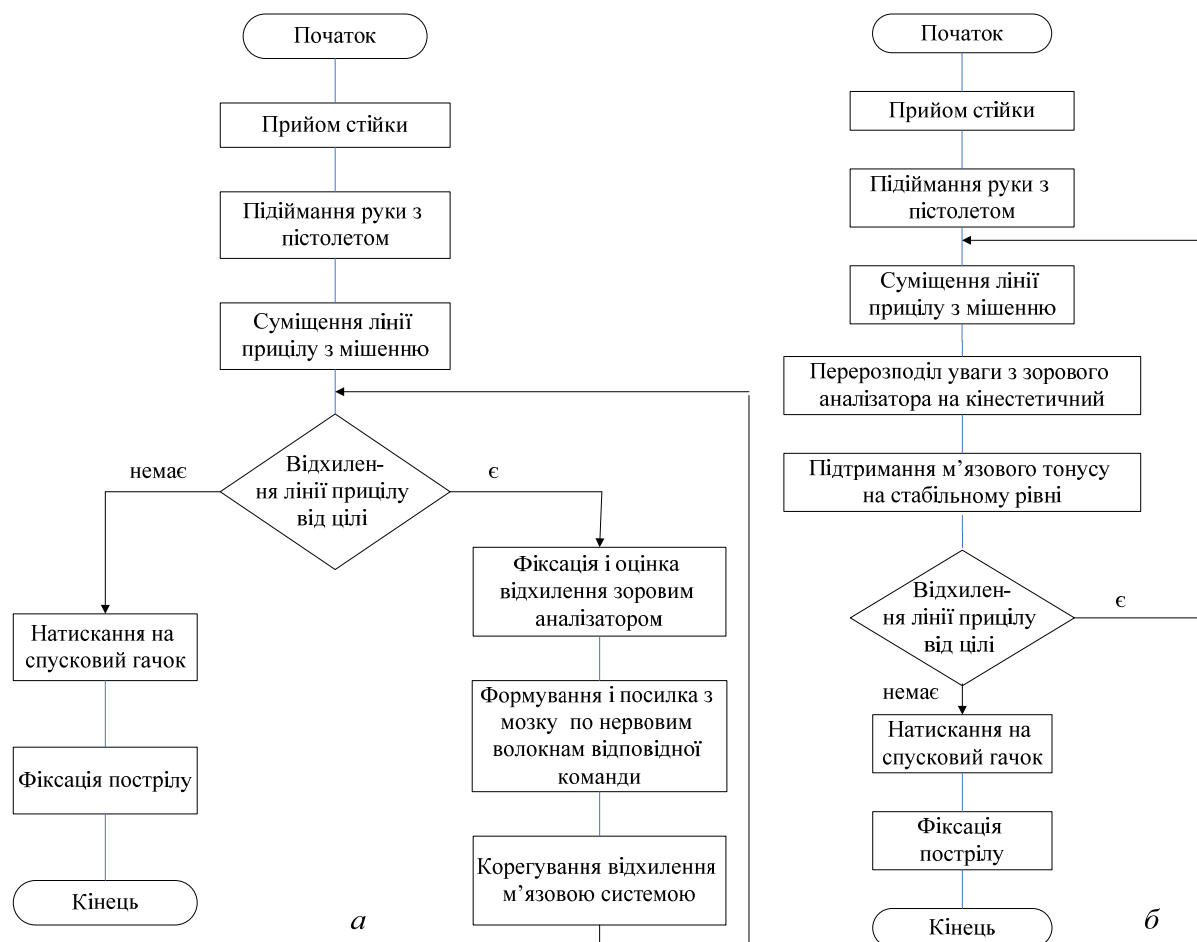 Початок
Прийом стійки
Підіймання руки з
пістолетом
Суміщення лінії
прицілу з мішенню
Відхилен-
ня лінії прицілу
від цілі
немає
є
Натискання на
спусковий гачок
Фіксація пострілу
Кінець
Фіксація і оцінка
відхилення зоровим
аналізатором
Формування і посилка з
мозку по нервовим
волокнам відповідної
команди
Корегування відхилення
м’язовою системою
а
Початок
Прийом стійки
Підіймання руки з
пістолетом
Суміщення лінії
прицілу з мішенню
Перерозподіл уваги з зорового
аналізатора на кінестетичний
Підтримання м’язового тонусу
на стабільному рівні
Відхилен-
ня лінії прицілу
від цілі
є
немає
Натискання на
спусковий гачок
Фіксація
пострілу
Кінець
б